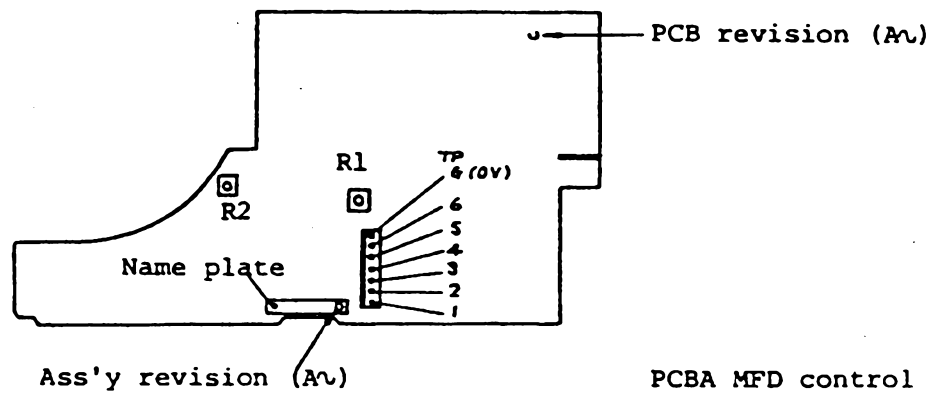 PCB revision (A~)
R1
TP
G (0V)
6
5
4
3
2
1
R2
Name plate
Ass'y revision (A~)
PCBA MFD control